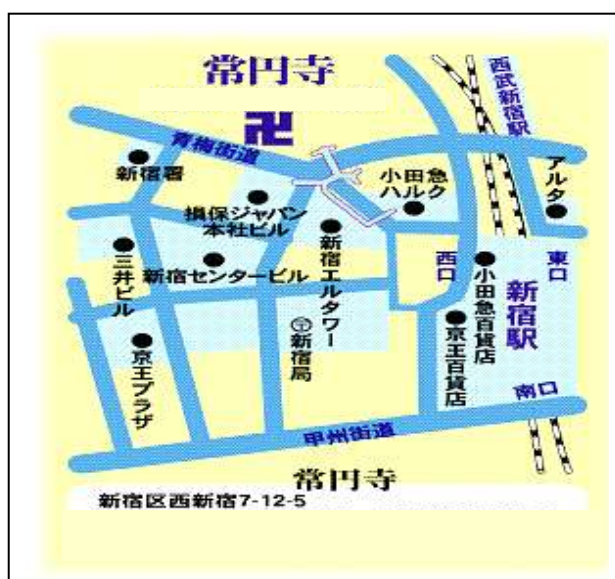 常円寺
卍
西武新宿駅
青梅街道
新宿署
小田急
ハルク
アルタ
損保ジャパン
本社ビル
新宿エルタワー
三井ビル
新宿センタービル
西口
小田急百貨店
東口
新宿駅
〶新宿局
京王百貨店
京王プラザ
南口
甲州街道
常円寺
新宿区西新宿7-12-5